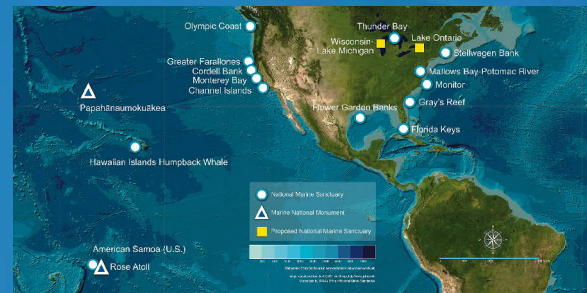 Olympic Coast
Thunder Bay
Wisconsin-
Lake Michigan
Lake Ontario
Stellwagen Bank
Greater Farallones
Cordell Bank
Monterey Bay
Channel Islands
Mallows Bay-Potomac River
Monitor
Papahānaumokuākea
Flower Garden Banks
Gray's Reef
Florida Keys
Hawaiian Islands Humpback Whale
National Marine Sanctuary
Marine National Monument
Proposed National Marine Sanctuary
American Samoa (U.S.)
Rose Atoll